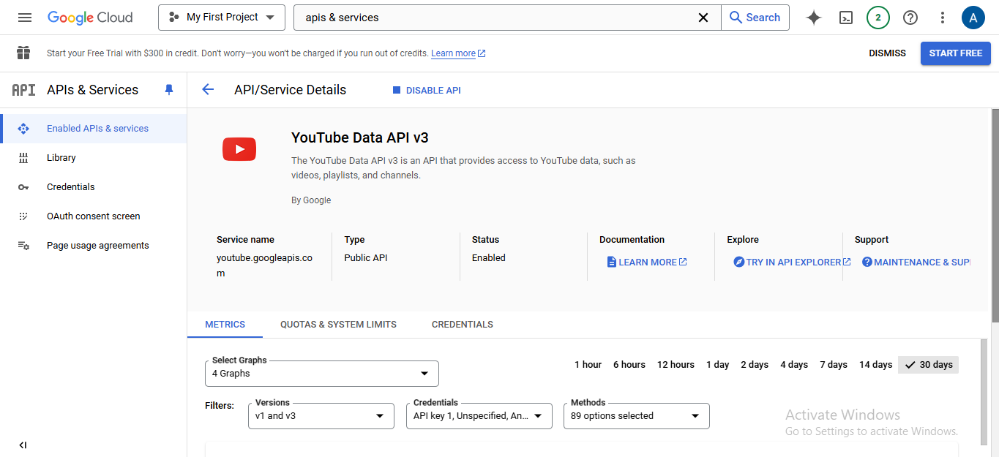 Google Cloud
My First Project
apis & services
Search
2
A
Start your Free Trial with $300 in credit. Don't worry—you won't be charged if you run out of credits. Learn more
DISMISS
START FREE
API
APIs & Services
API/Service Details
DISABLE API
Enabled APIs & services
Library
Credentials
OAuth consent screen
Page usage agreements
YouTube Data API v3
The YouTube Data API v3 is an API that provides access to YouTube data, such as
videos, playlists, and channels.
By Google
Service name
youtube.googleapis.co
m
Type
Public API
Status
Enabled
Documentation
LEARN MORE
Explore
TRY IN API EXPLORER
Support
MAINTENANCE & SUP
METRICS
QUOTAS & SYSTEM LIMITS
CREDENTIALS
Select Graphs
4 Graphs
1 hour
6 hours
12 hours
1 day
2 days
4 days
7 days
14 days
30 days
Filters:
Versions
v1 and v3
Credentials
API key 1, Unspecified, An...
Methods
89 options selected
Activate Windows
Go to Settings to activate Windows.